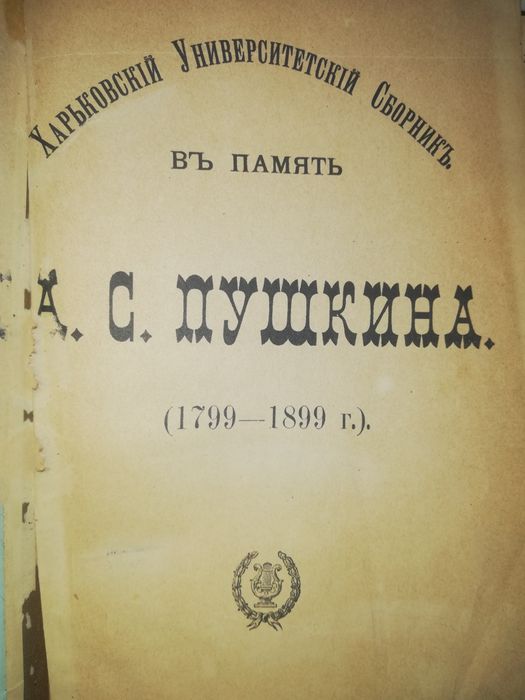 Харьковскій Университетскій Сборникъ.
ВЪ ПАМЯТЬ
А. С. ПУШКИНА.
(1799—1899 г.).